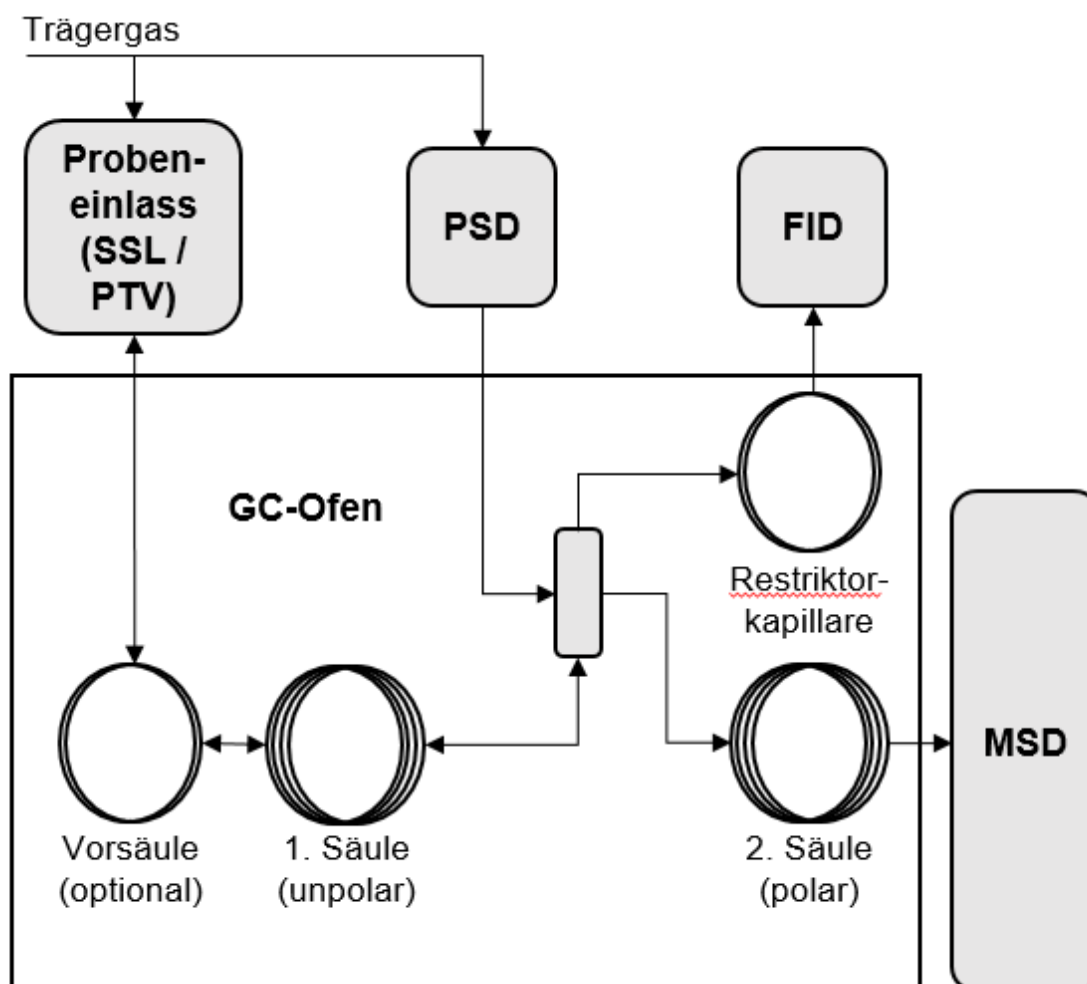 Trägergas
Proben-
einlass
(SSL /
PTV)
PSD
FID
GC-Ofen
Restriktor-
kapillare
Vorsäule
(optional)
1. Säule
(unpolar)
2. Säule
(polar)
MSD